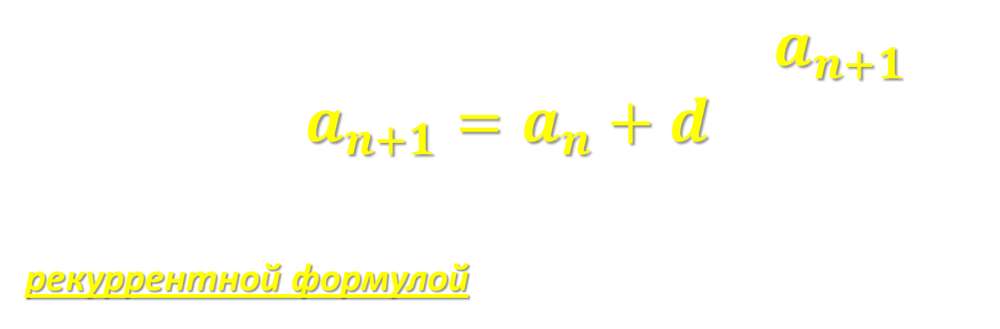 aₙ₊₁
aₙ₊₁ = aₙ + d
рекуррентной формулой